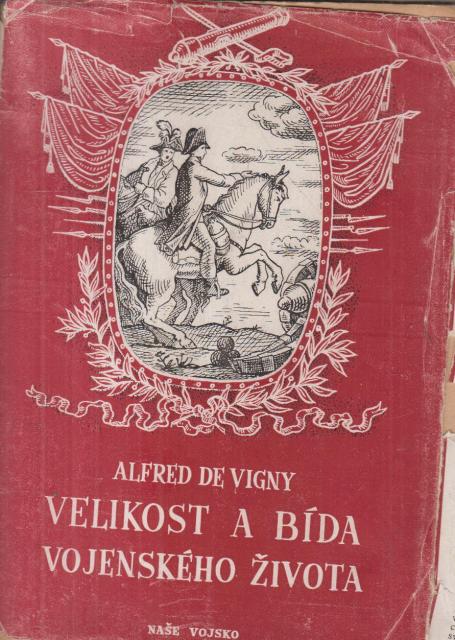 ALFRED DE VIGNY
VELIKOST A BÍDA
VOJENSKÉHO ŽIVOTA
NAŠE VOJSKO